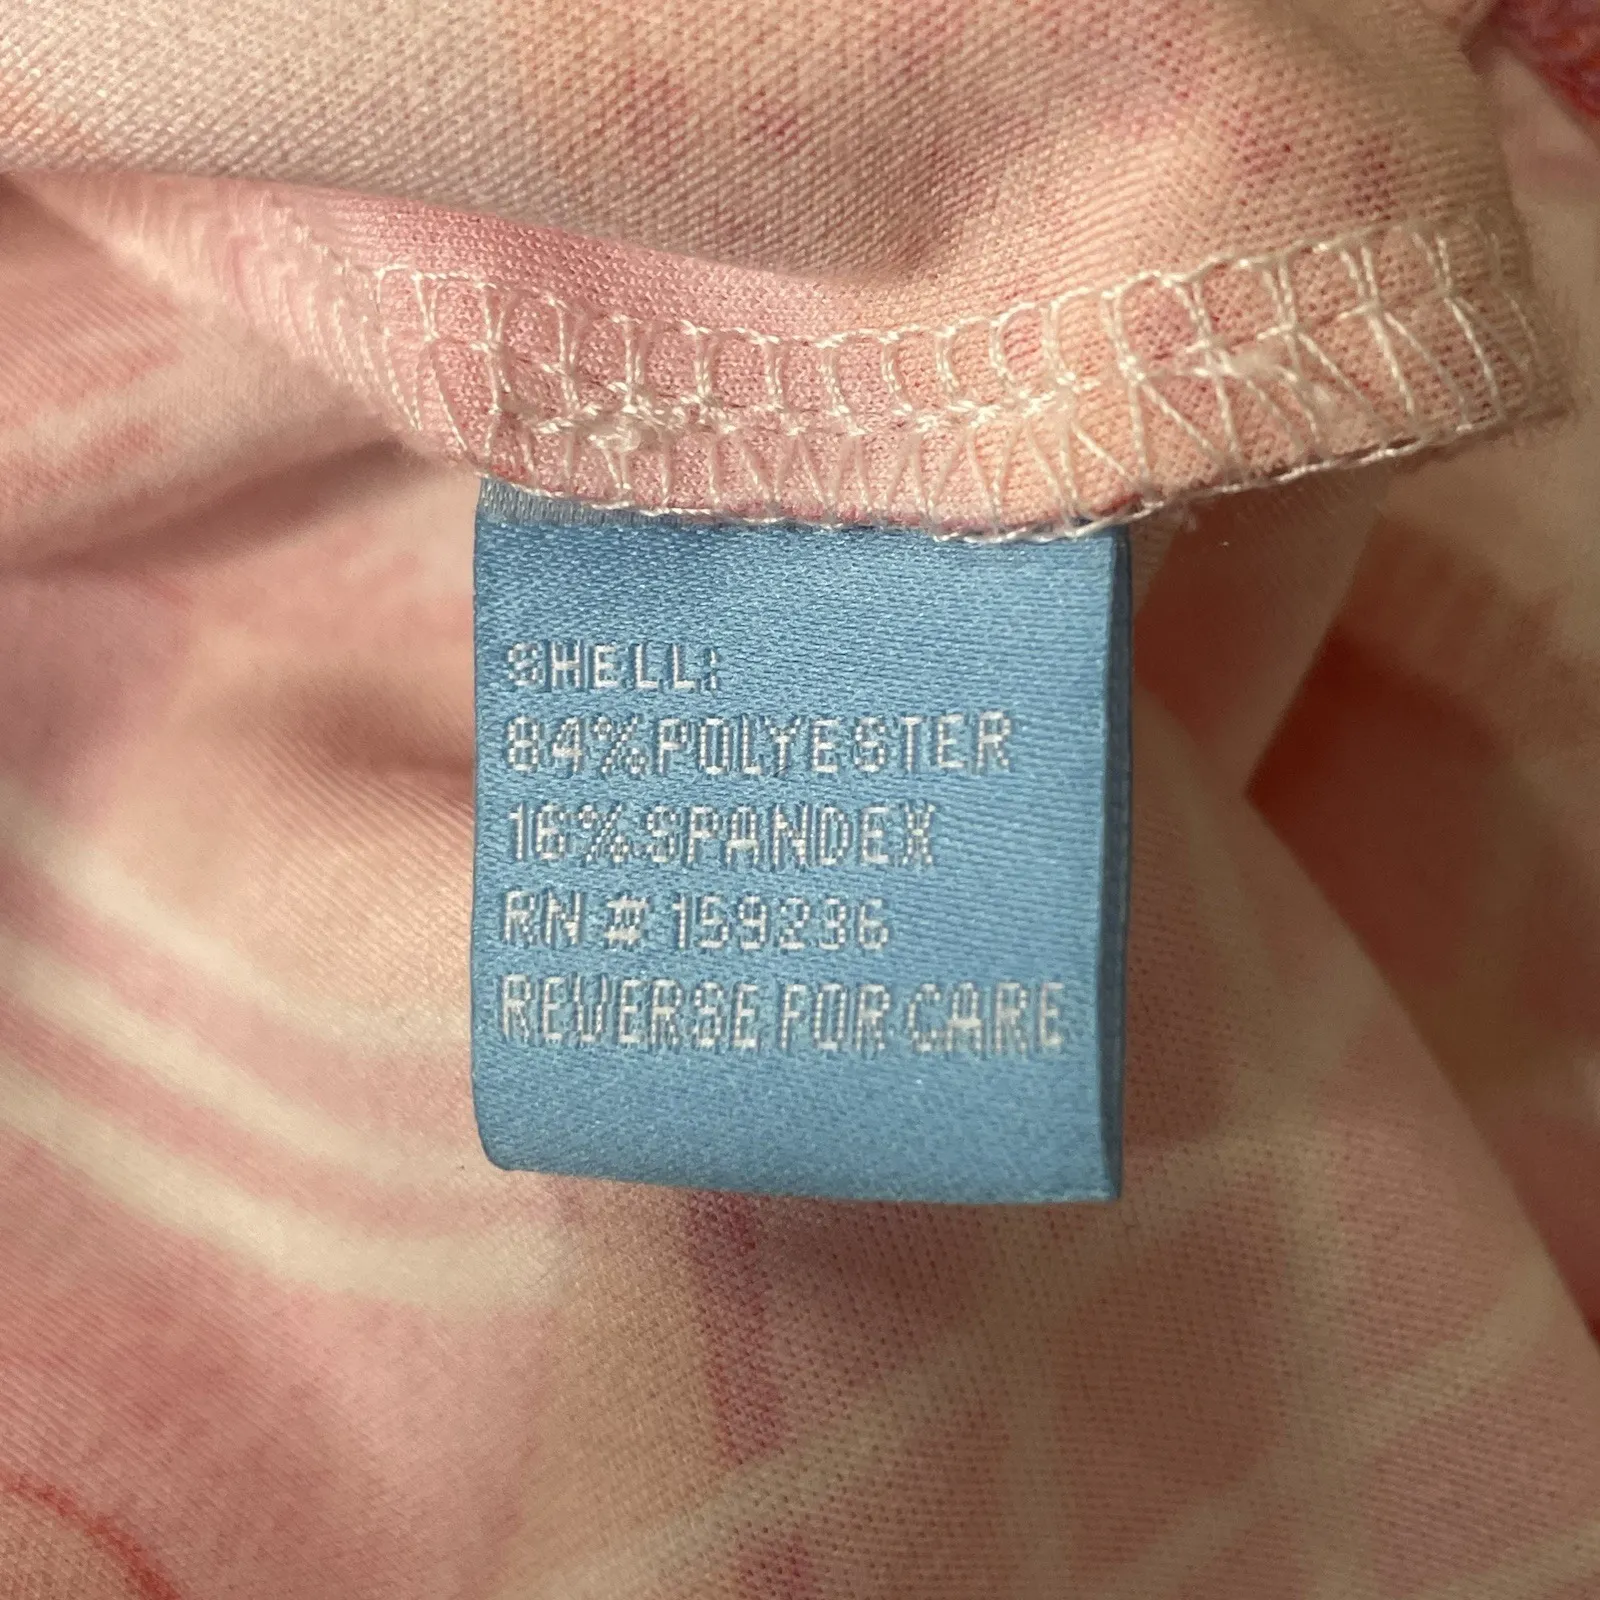 SHELL:
84% POLYESTER
16% SPANDEX
RN # 159236
REVERSE FOR CARE